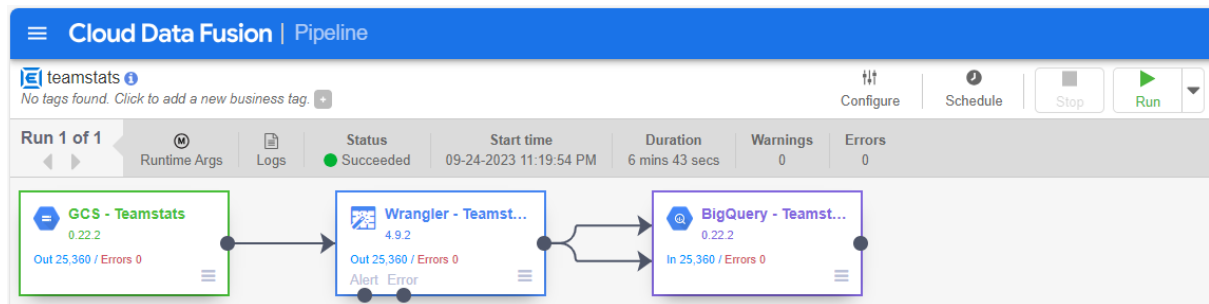 Cloud Data Fusion | Pipeline
teamstats
No tags found. Click to add a new business tag. +
Configure
Schedule
Stop
Run
Run 1 of 1
Runtime Args
Logs
Status
Succeeded
Start time
09-24-2023 11:19:54 PM
Duration
6 mins 43 secs
Warnings
0
Errors
0
GCS - Teamstats
0.22.2
Out 25,360 / Errors 0
Wrangler - Teamst...
4.9.2
Out 25,360 / Errors 0
Alert Error
BigQuery - Teamst...
0.22.2
In 25,360 / Errors 0